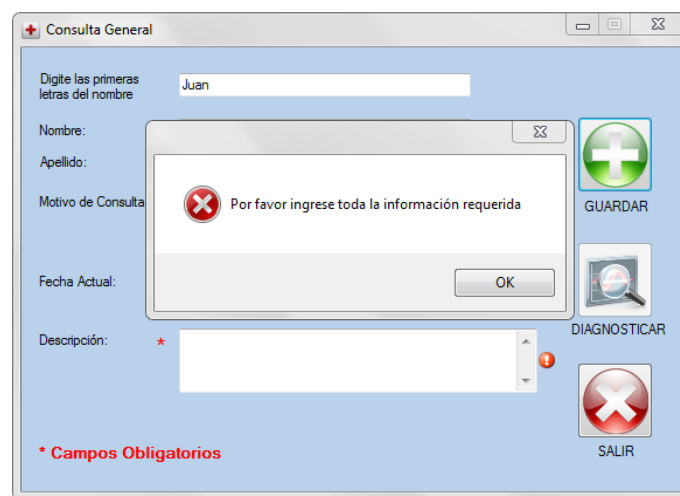 Consulta General
Digite las primeras
letras del nombre
Juan
Nombre:
Apellido:
Motivo de Consulta
Por favor ingrese toda la información requerida
OK
GUARDAR
Fecha Actual:
DIAGNOSTICAR
Descripción: *
* Campos Obligatorios
SALIR